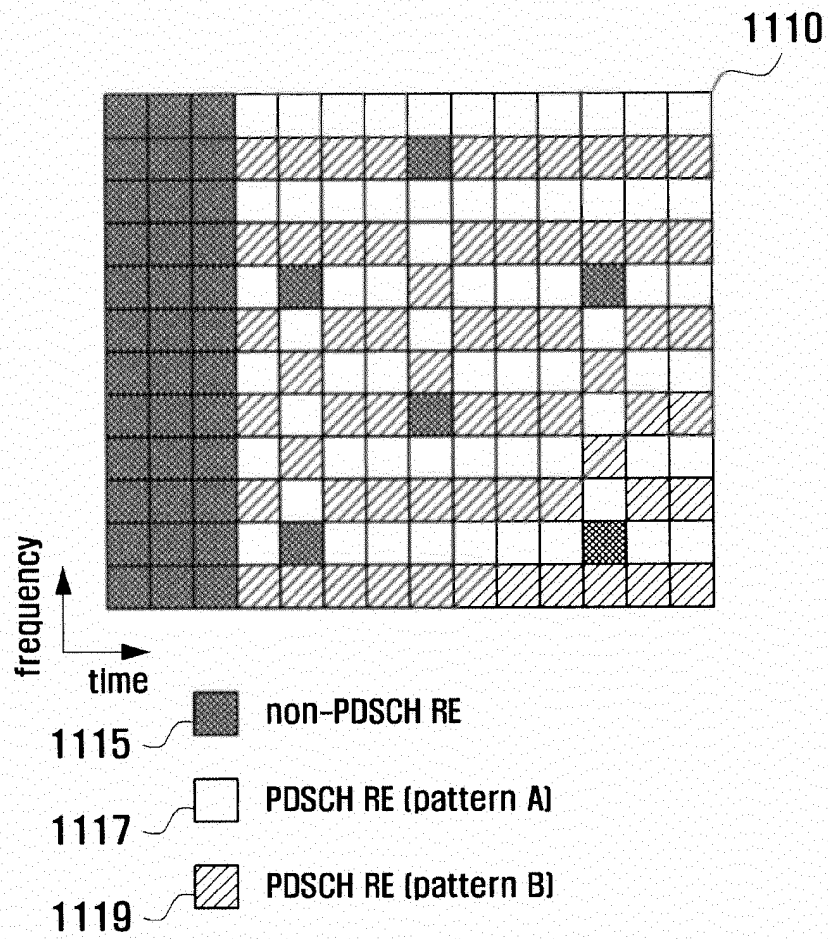 1110
frequency
time
1115
non-PDSCH RE
1117
PDSCH RE (pattern A)
1119
PDSCH RE (pattern B)